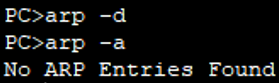 PC>arp -d
PC>arp -a
No ARP Entries Found